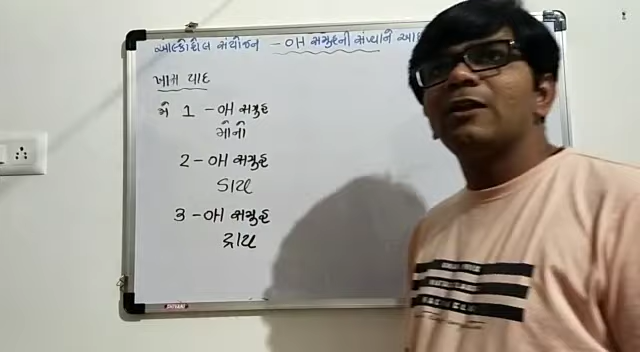 આલ્કોહોલ સંયોજન -OH સમુહની સંખ્યાને આધા
ખાસ યાદ
જો 1 -OH સમુહ
મોનો
2 -OH સમુહ
ડાય
3 -OH સમુહ
ટ્રાય